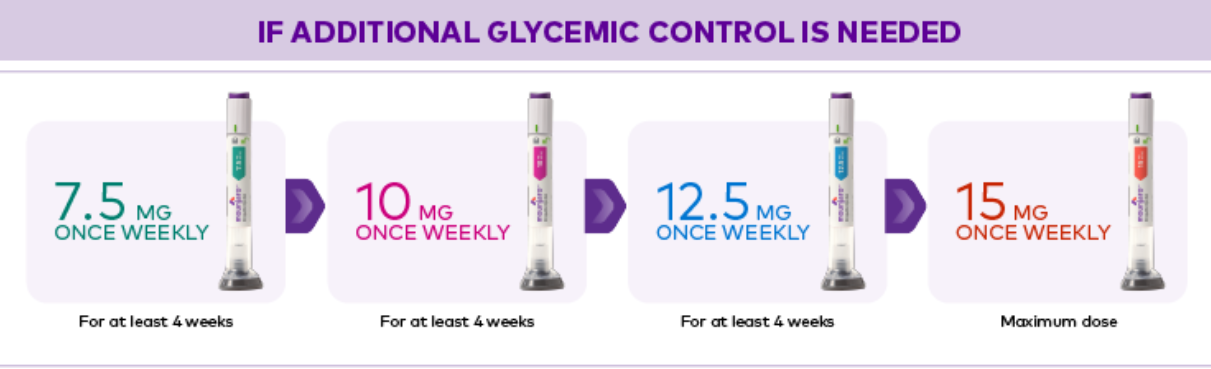 IF ADDITIONAL GLYCEMIC CONTROL IS NEEDED
7.5 MG
ONCE WEEKLY
10 MG
ONCE WEEKLY
12.5 MG
ONCE WEEKLY
15 MG
ONCE WEEKLY
For at least 4 weeks
For at least 4 weeks
For at least 4 weeks
Maximum dose